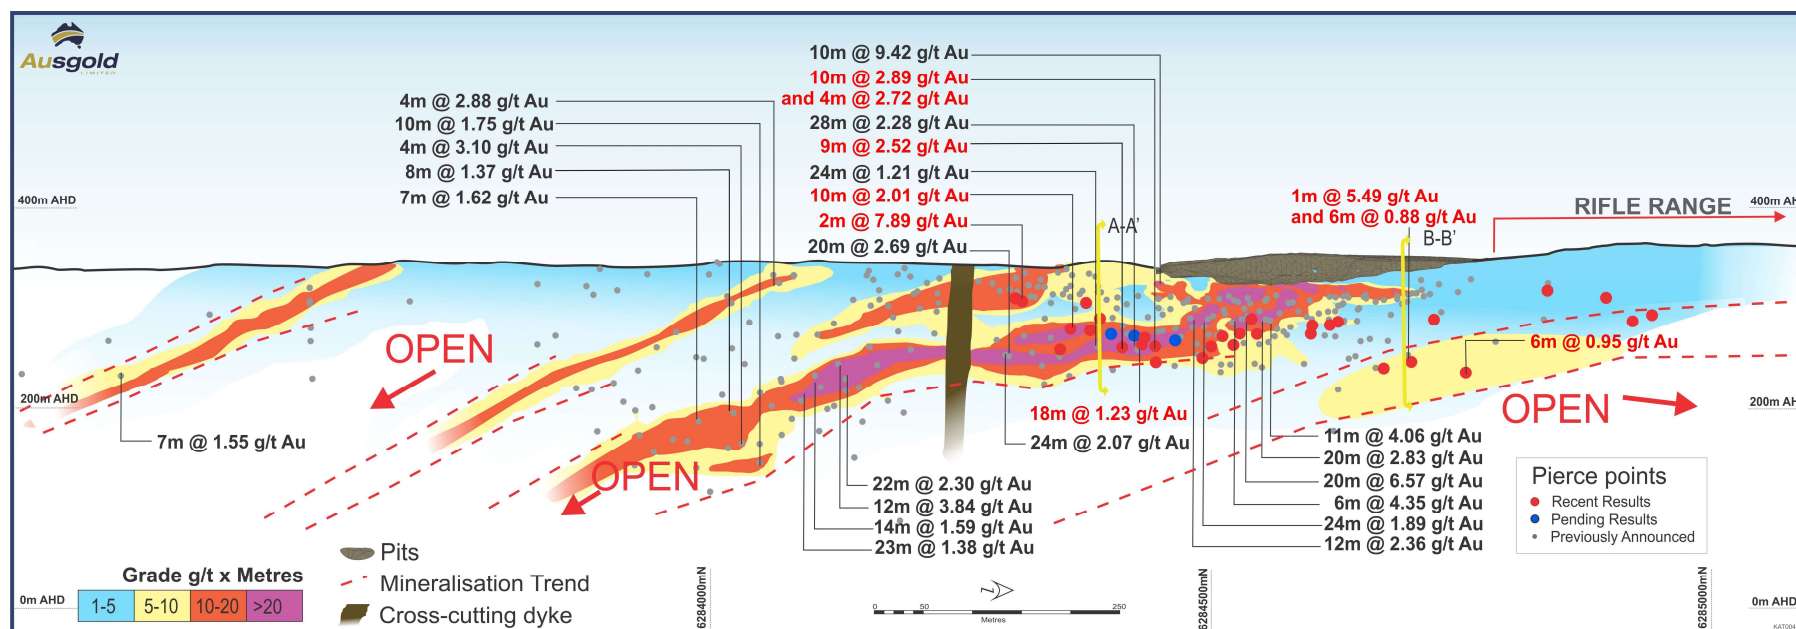 Ausgold
LIMITED
10m @ 9.42 g/t Au
10m @ 2.89 g/t Au
and 4m @ 2.72 g/t Au
28m @ 2.28 g/t Au
9m @ 2.52 g/t Au
24m @ 1.21 g/t Au
10m @ 2.01 g/t Au
2m @ 7.89 g/t Au
20m @ 2.69 g/t Au
4m @ 2.88 g/t Au
10m @ 1.75 g/t Au
4m @ 3.10 g/t Au
8m @ 1.37 g/t Au
7m @ 1.62 g/t Au
1m @ 5.49 g/t Au
and 6m @ 0.88 g/t Au
RIFLE RANGE
400m AHD
400m AH
A-A'
B-B'
OPEN
6m @ 0.95 g/t Au
200m AHD
200m AH
OPEN
18m @ 1.23 g/t Au
24m @ 2.07 g/t Au
7m @ 1.55 g/t Au
OPEN
11m @ 4.06 g/t Au
20m @ 2.83 g/t Au
20m @ 6.57 g/t Au
6m @ 4.35 g/t Au
24m @ 1.89 g/t Au
12m @ 2.36 g/t Au
22m @ 2.30 g/t Au
12m @ 3.84 g/t Au
14m @ 1.59 g/t Au
23m @ 1.38 g/t Au
Pierce points
Recent Results
Pending Results
Previously Announced
Pits
Mineralisation Trend
Cross-cutting dyke
Grade g/t x Metres
1-5 5-10 10-20 >20
0m AHD
0m AHD
6284000mN
6284500mN
6285000mN
N
0 50 250
Metres
KAT004